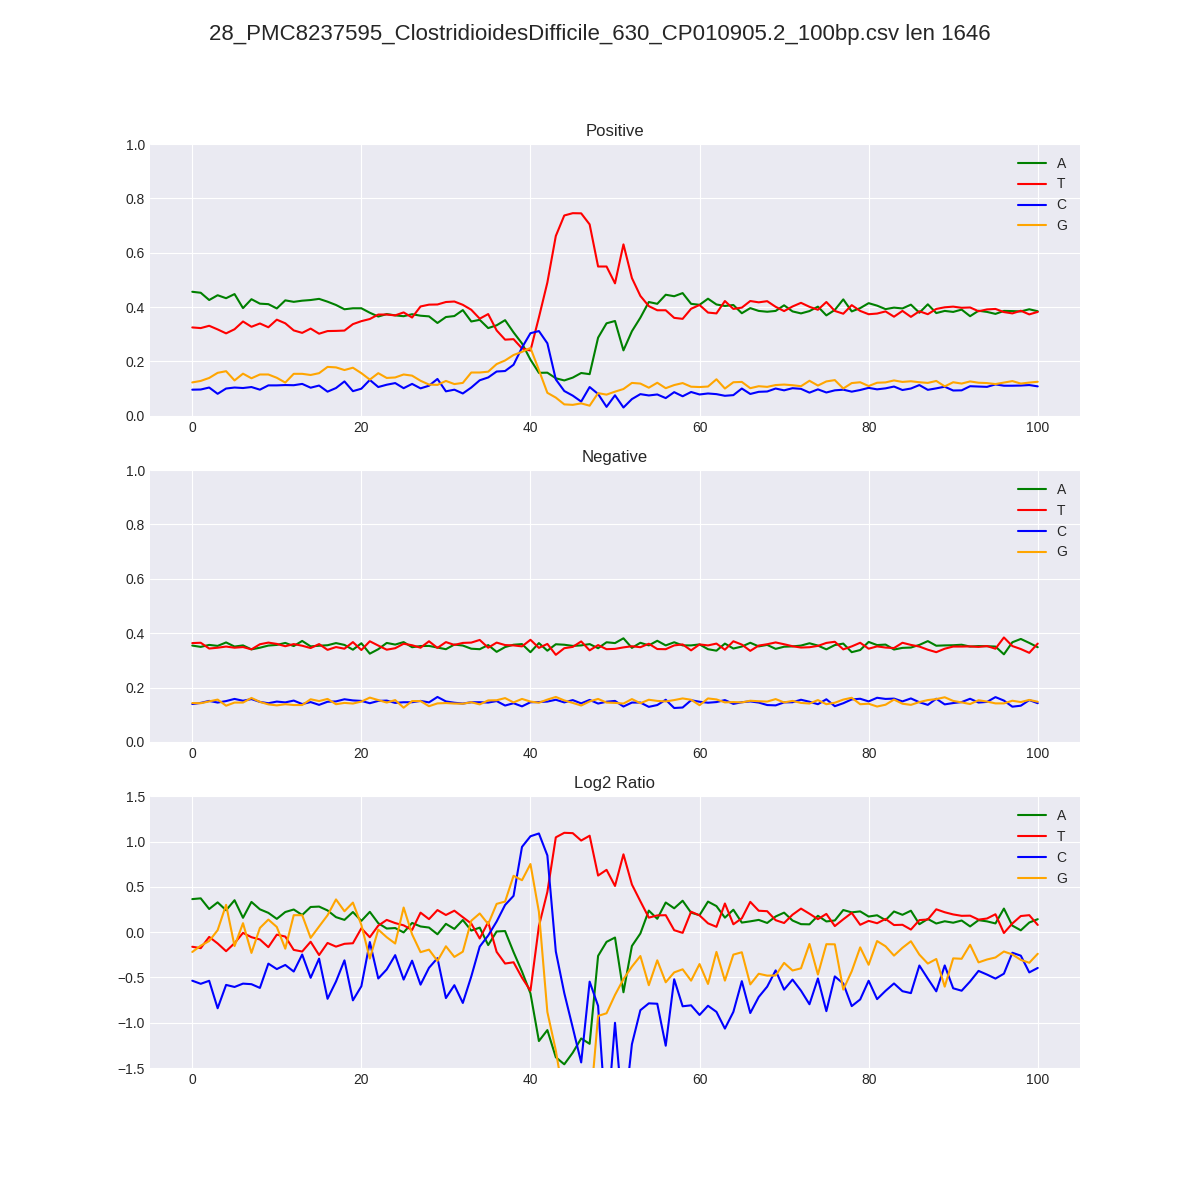 28_PMC8237595_ClostridioidesDifficile_630_CP010905.2_100bp.csv len 1646
Positive
1.0
0.8
0.6
0.4
0.2
0.0
A
T
C
G
0 20 40 60 80 100
Negative
1.0
0.8
0.6
0.4
0.2
0.0
A
T
C
G
0 20 40 60 80 100
Log2 Ratio
1.5
1.0
0.5
0.0
−0.5
−1.0
−1.5
A
T
C
G
0 20 40 60 80 100